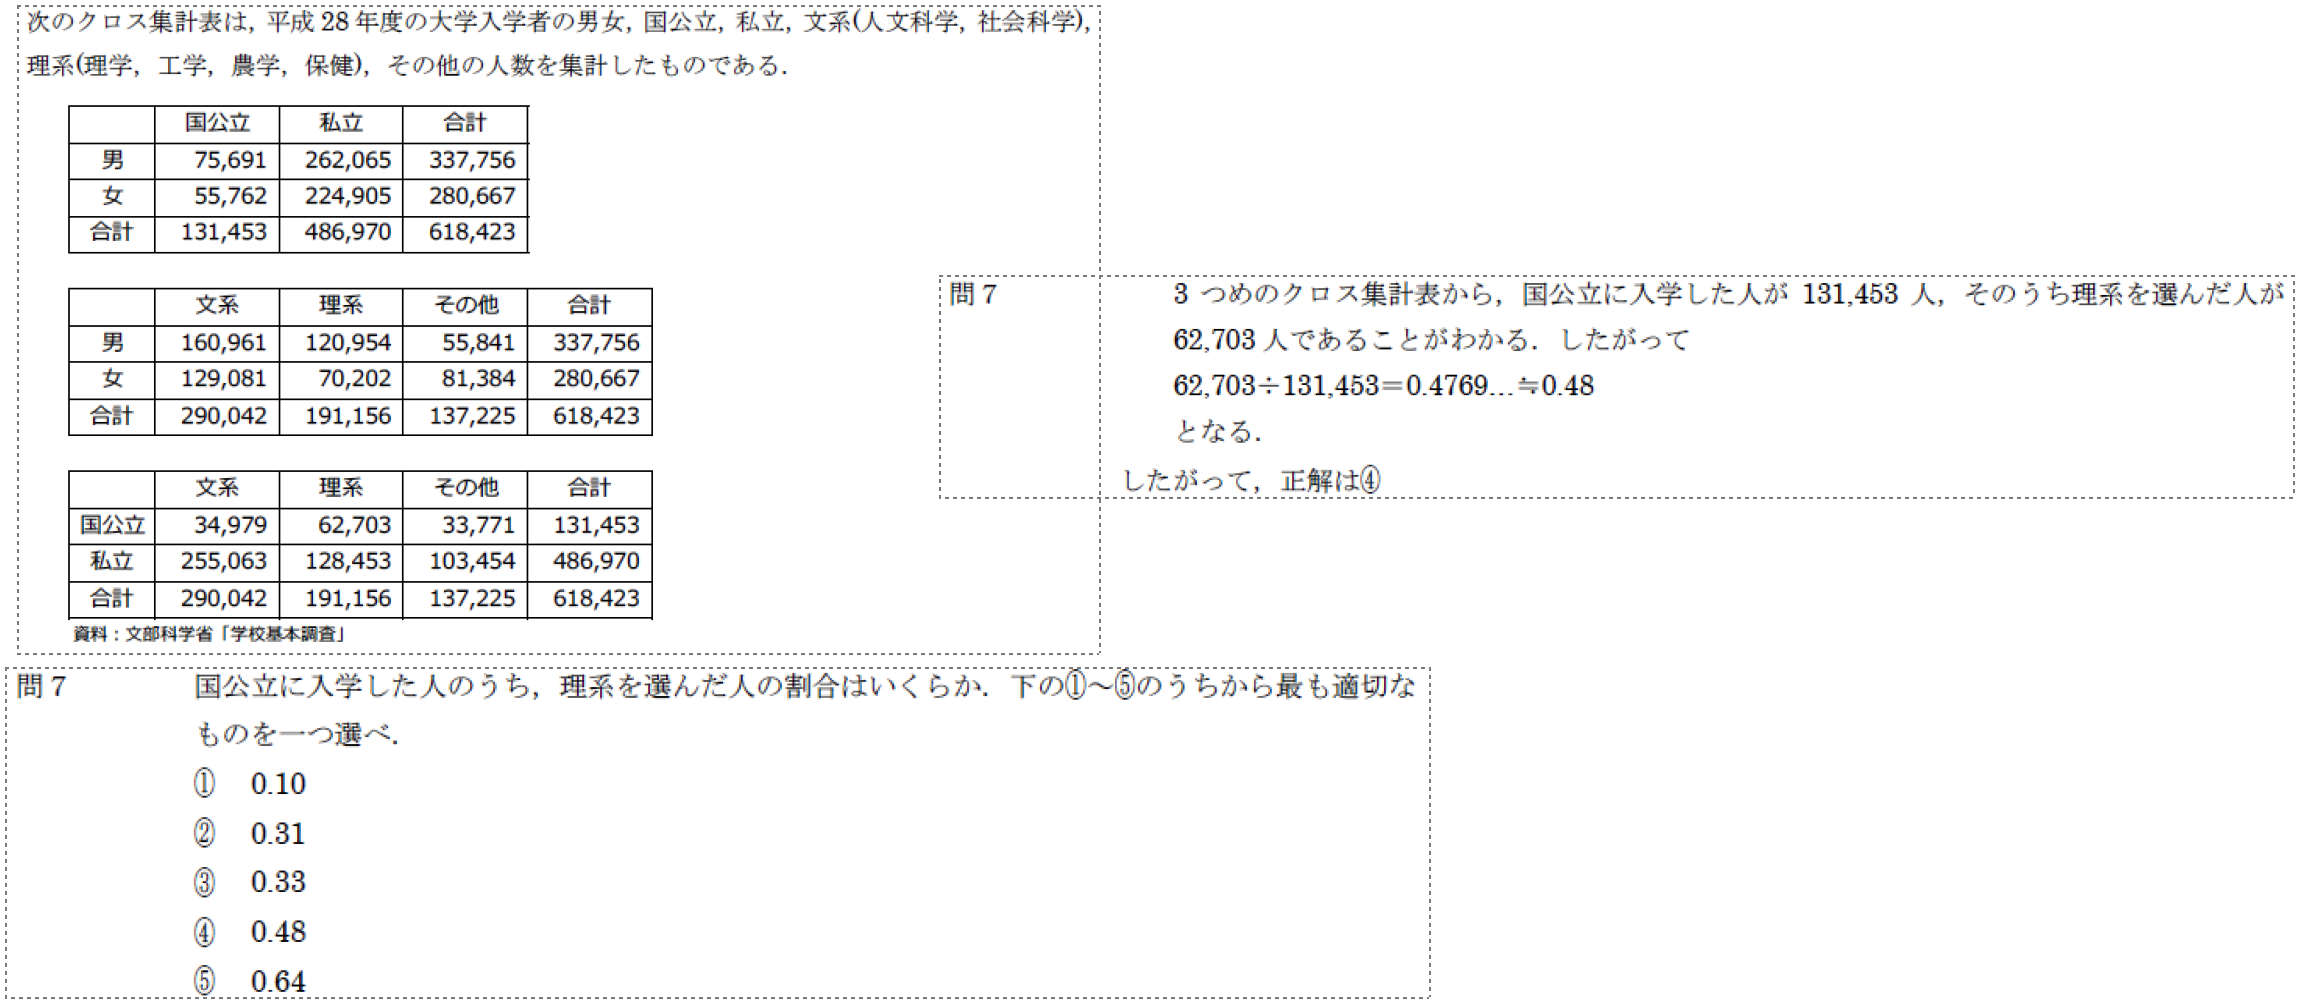 次のクロス集計表は, 平成 28 年度の大学入学者の男女, 国公立, 私立, 文系(人文科学, 社会科学),
理系(理学, 工学, 農学, 保健), その他の人数を集計したものである.
国公立 私立 合計
男 75,691 262,065 337,756
女 55,762 224,905 280,667
合計 131,453 486,970 618,423
文系 理系 その他 合計
男 160,961 120,954 55,841 337,756
女 129,081 70,202 81,384 280,667
合計 290,042 191,156 137,225 618,423
文系 理系 その他 合計
国公立 34,979 62,703 33,771 131,453
私立 255,063 128,453 103,454 486,970
合計 290,042 191,156 137,225 618,423
資料：文部科学省「学校基本調査」
問 7 3 つめのクロス集計表から, 国公立に入学した人が 131,453 人, そのうち理系を選んだ人が
62,703 人であることがわかる. したがって
62,703÷131,453＝0.4769…≒0.48
となる.
したがって, 正解は④
問 7 国公立に入学した人のうち, 理系を選んだ人の割合はいくらか. 下の①～⑤のうちから最も適切な
ものを一つ選べ.
① 0.10
② 0.31
③ 0.33
④ 0.48
⑤ 0.64